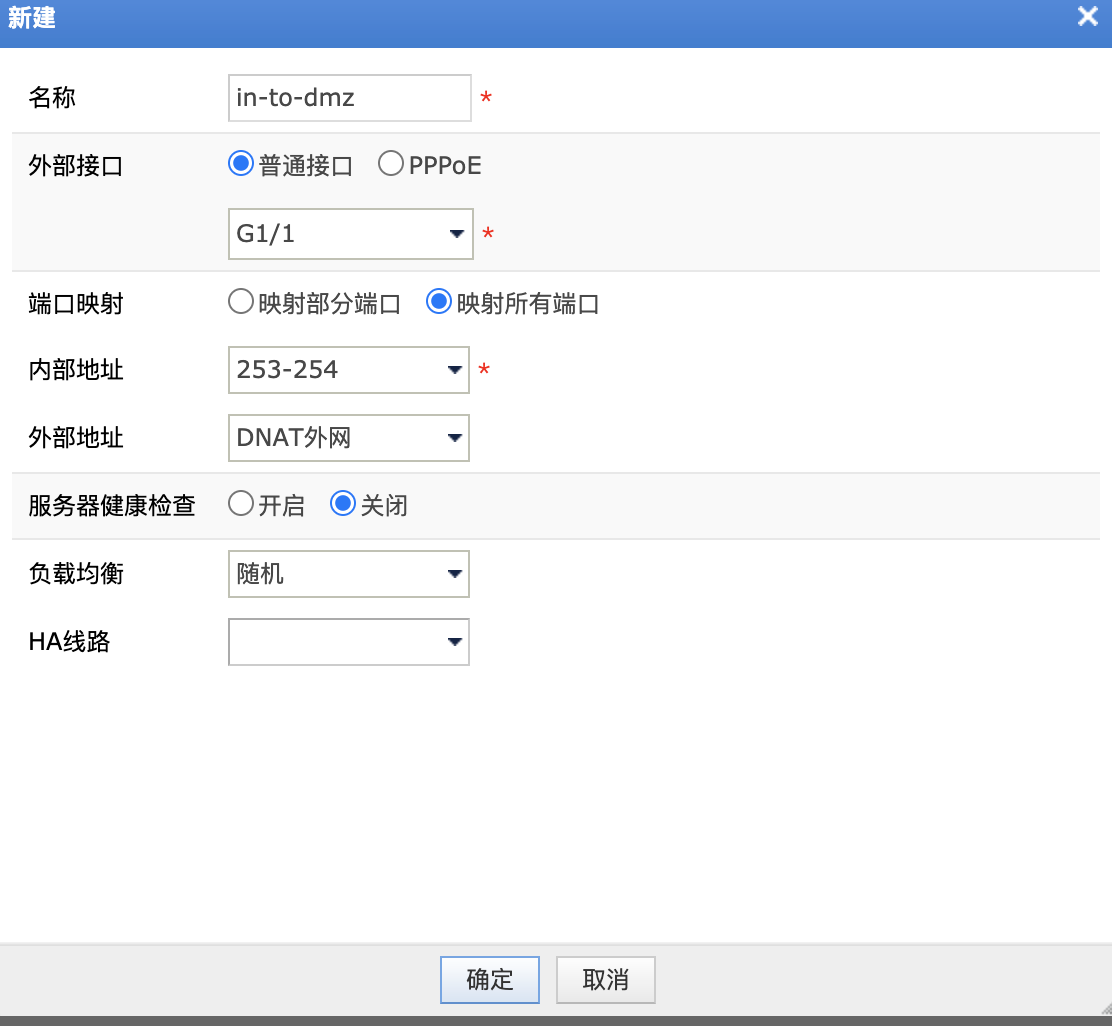 新建
名称 in-to-dmz *
外部接口 普通接口 PPPoE
G1/1 *
端口映射 映射部分端口 映射所有端口
内部地址 253-254 *
外部地址 DNAT外网
服务器健康检查 开启 关闭
负载均衡 随机
HA线路
确定 取消